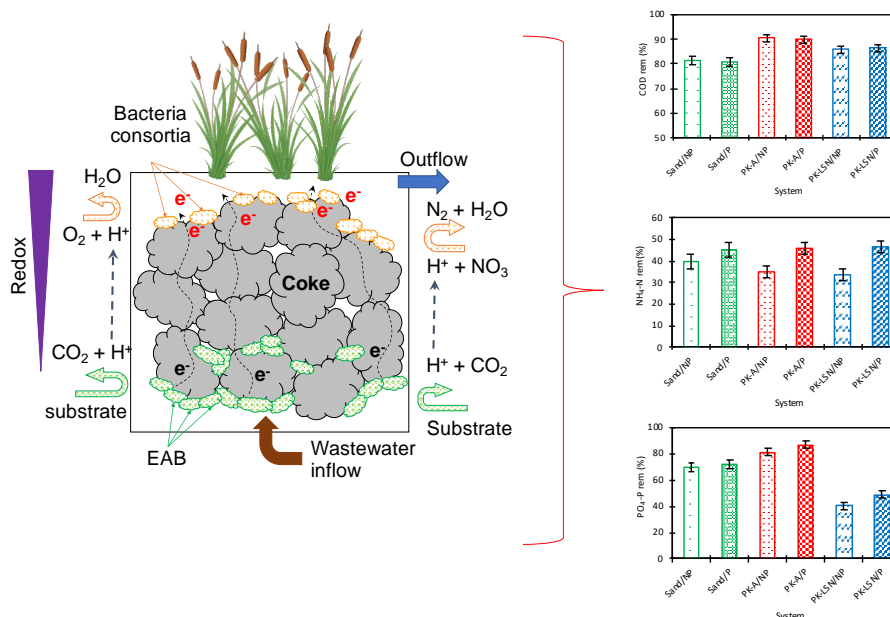 Bacteria
consortia
H2O
O2 + H+
Redox
CO2 + H+
substrate
EAB
e-
e-
e-
e-
Coke
e-
e-
e-
Outflow
N2 + H2O
H+ + NO3
H+ + CO2
Substrate
Wastewater
inflow
COD rem (%)
100
90
80
70
60
50
Sand/NP
Sand/P
PK-A/NP
PK-A/P
PK-LSN/NP
PK-LSN/P
System
NH4-N rem(%)
60
50
40
30
20
10
0
Sand/NP
Sand/P
PK-A/NP
PK-A/P
PK-LSN/NP
PK-LSN/P
System
PO4-P rem (%)
100
80
60
40
20
0
Sand/NP
Sand/P
PK-A/NP
PK-A/P
PK-LSN/NP
PK-LSN/P
System